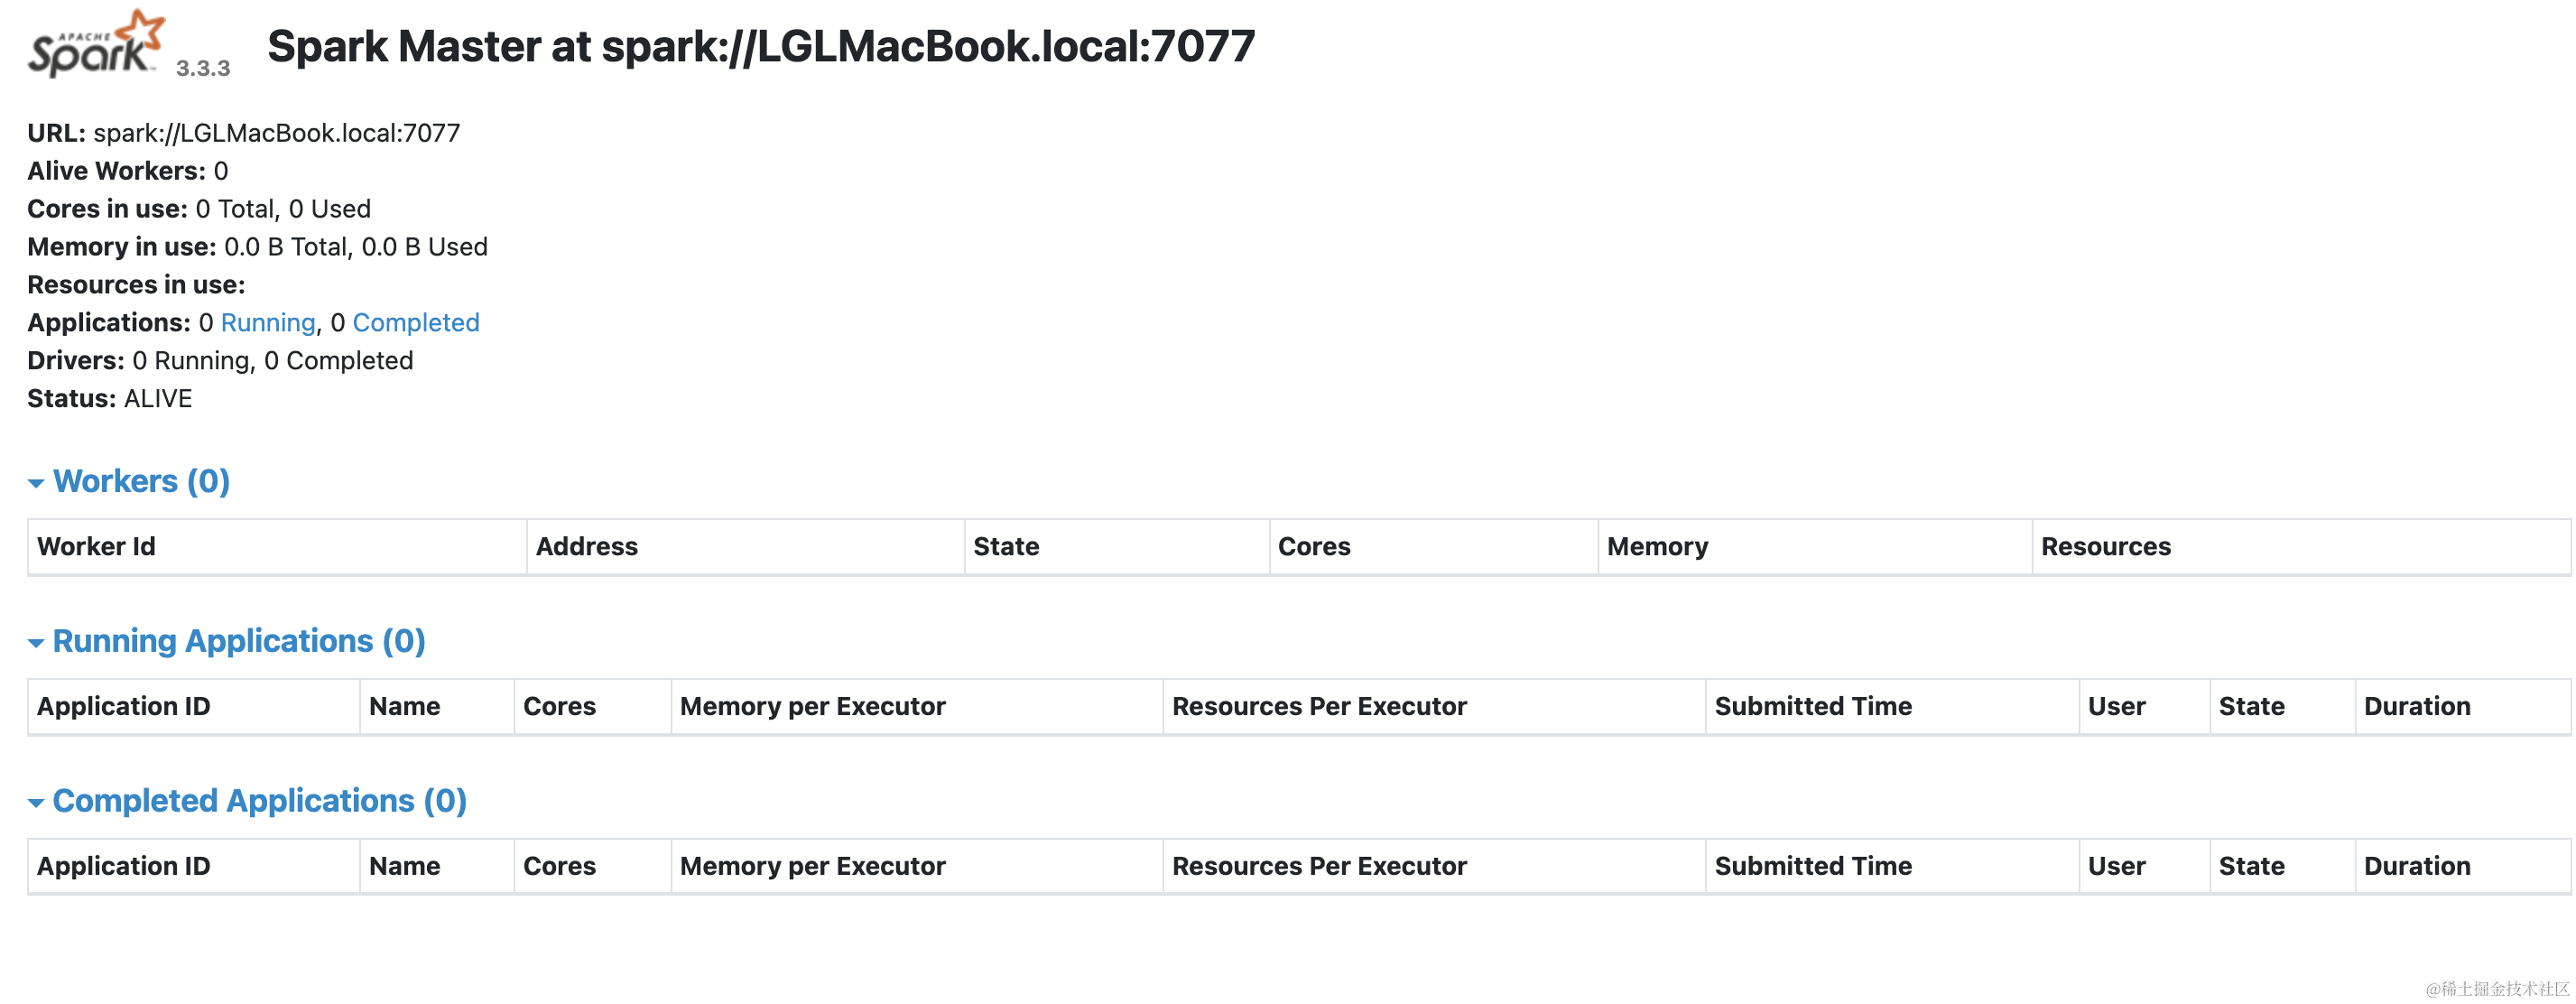 APACHE
Spark™ 3.3.3 Spark Master at spark://LGLMacBook.local:7077
URL: spark://LGLMacBook.local:7077
Alive Workers: 0
Cores in use: 0 Total, 0 Used
Memory in use: 0.0 B Total, 0.0 B Used
Resources in use:
Applications: 0 Running, 0 Completed
Drivers: 0 Running, 0 Completed
Status: ALIVE
Workers (0)
Worker Id Address State Cores Memory Resources
Running Applications (0)
Application ID Name Cores Memory per Executor Resources Per Executor Submitted Time User State Duration
Completed Applications (0)
Application ID Name Cores Memory per Executor Resources Per Executor Submitted Time User State Duration
@稀土掘金技术社区